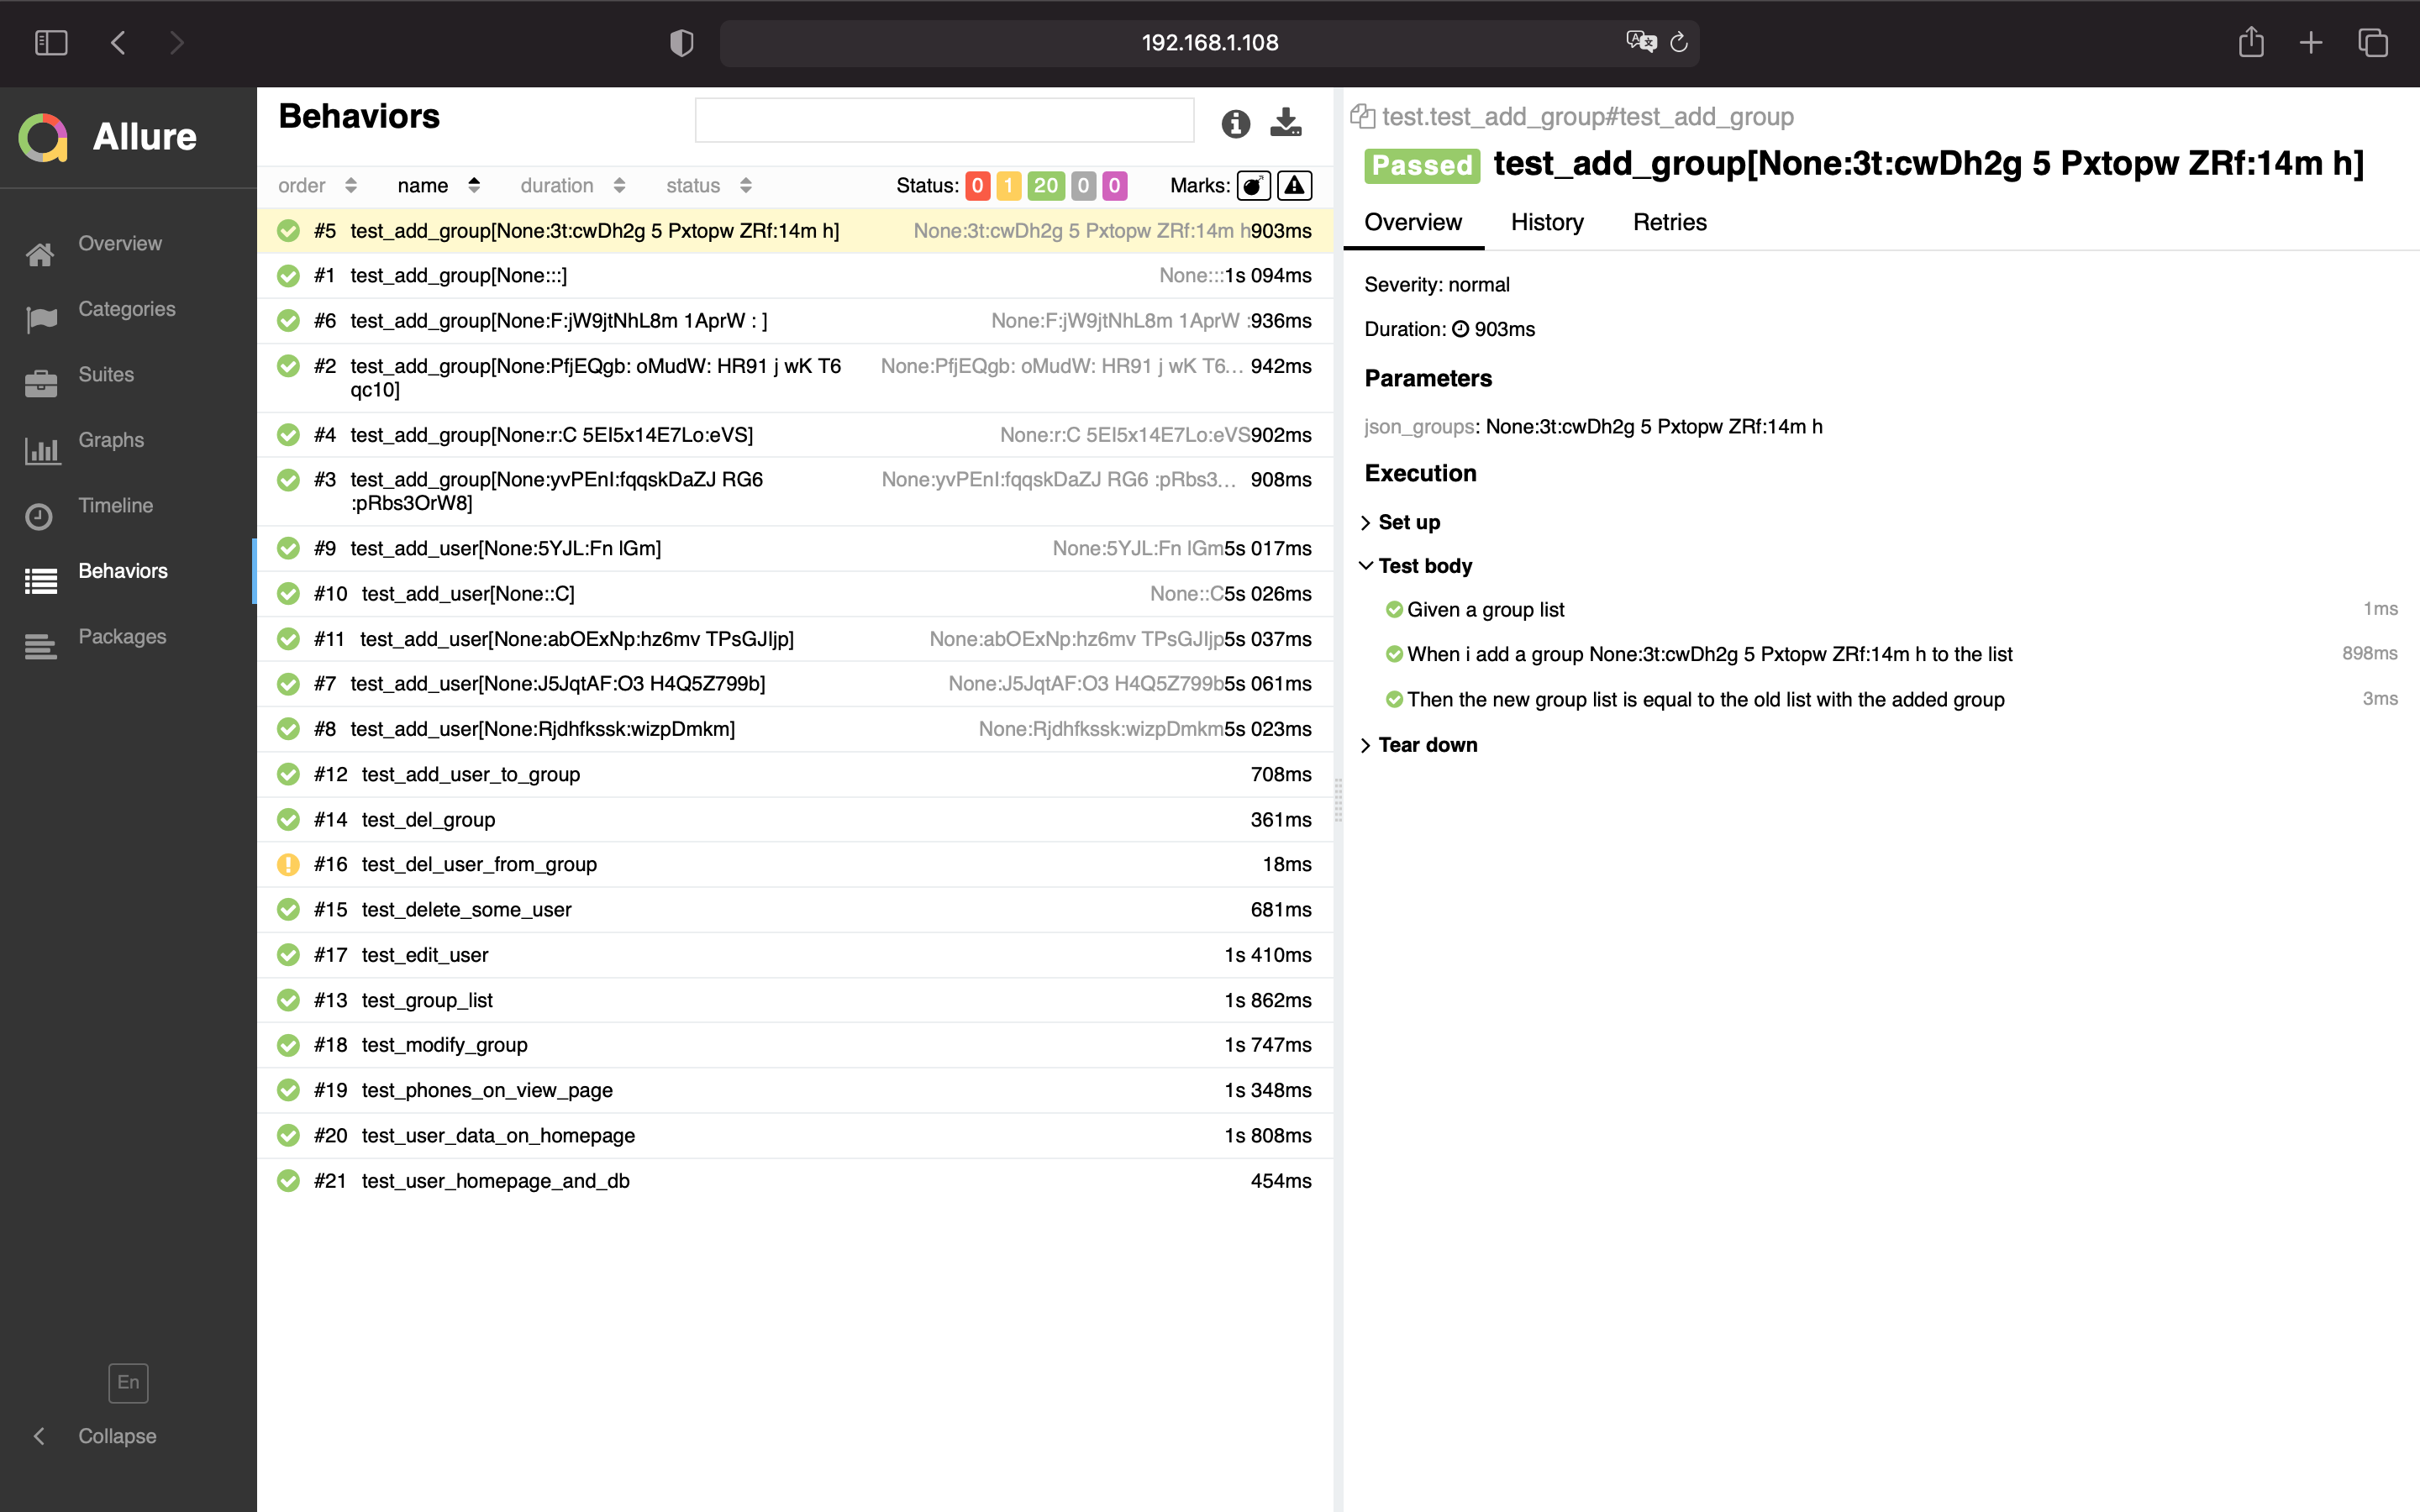 192.168.1.108
Allure
Overview
Categories
Suites
Graphs
Timeline
Behaviors
Packages
En
Collapse
Behaviors
order name duration status Status: 0 1 20 0 0 Marks:
#5 test_add_group[None:3t:cwDh2g 5 Pxtopw ZRf:14m h] None:3t:cwDh2g 5 Pxtopw ZRf:14m h 903ms
#1 test_add_group[None:::] None::: 1s 094ms
#6 test_add_group[None:F:jW9jtNhL8m 1AprW : ] None:F:jW9jtNhL8m 1AprW : 936ms
#2 test_add_group[None:PfjEQgb: oMudW: HR91 j wK T6 None:PfjEQgb: oMudW: HR91 j wK T6… 942ms
qc10]
#4 test_add_group[None:r:C 5EI5x14E7Lo:eVS] None:r:C 5EI5x14E7Lo:eVS 902ms
#3 test_add_group[None:yvPEnI:fqqskDaZJ RG6 None:yvPEnI:fqqskDaZJ RG6 :pRbs3… 908ms
:pRbs3OrW8]
#9 test_add_user[None:5YJL:Fn lGm] None:5YJL:Fn lGm 5s 017ms
#10 test_add_user[None::C] None::C 5s 026ms
#11 test_add_user[None:abOExNp:hz6mv TPsGJIjp] None:abOExNp:hz6mv TPsGJIjp 5s 037ms
#7 test_add_user[None:J5JqtAF:O3 H4Q5Z799b] None:J5JqtAF:O3 H4Q5Z799b 5s 061ms
#8 test_add_user[None:Rjdhfkssk:wizpDmkm] None:Rjdhfkssk:wizpDmkm 5s 023ms
#12 test_add_user_to_group 708ms
#14 test_del_group 361ms
#16 test_del_user_from_group 18ms
#15 test_delete_some_user 681ms
#17 test_edit_user 1s 410ms
#13 test_group_list 1s 862ms
#18 test_modify_group 1s 747ms
#19 test_phones_on_view_page 1s 348ms
#20 test_user_data_on_homepage 1s 808ms
#21 test_user_homepage_and_db 454ms
test.test_add_group#test_add_group
Passed test_add_group[None:3t:cwDh2g 5 Pxtopw ZRf:14m h]
Overview History Retries
Severity: normal
Duration: 903ms
Parameters
json_groups: None:3t:cwDh2g 5 Pxtopw ZRf:14m h
Execution
Set up
Test body
Given a group list 1ms
When i add a group None:3t:cwDh2g 5 Pxtopw ZRf:14m h to the list 898ms
Then the new group list is equal to the old list with the added group 3ms
Tear down